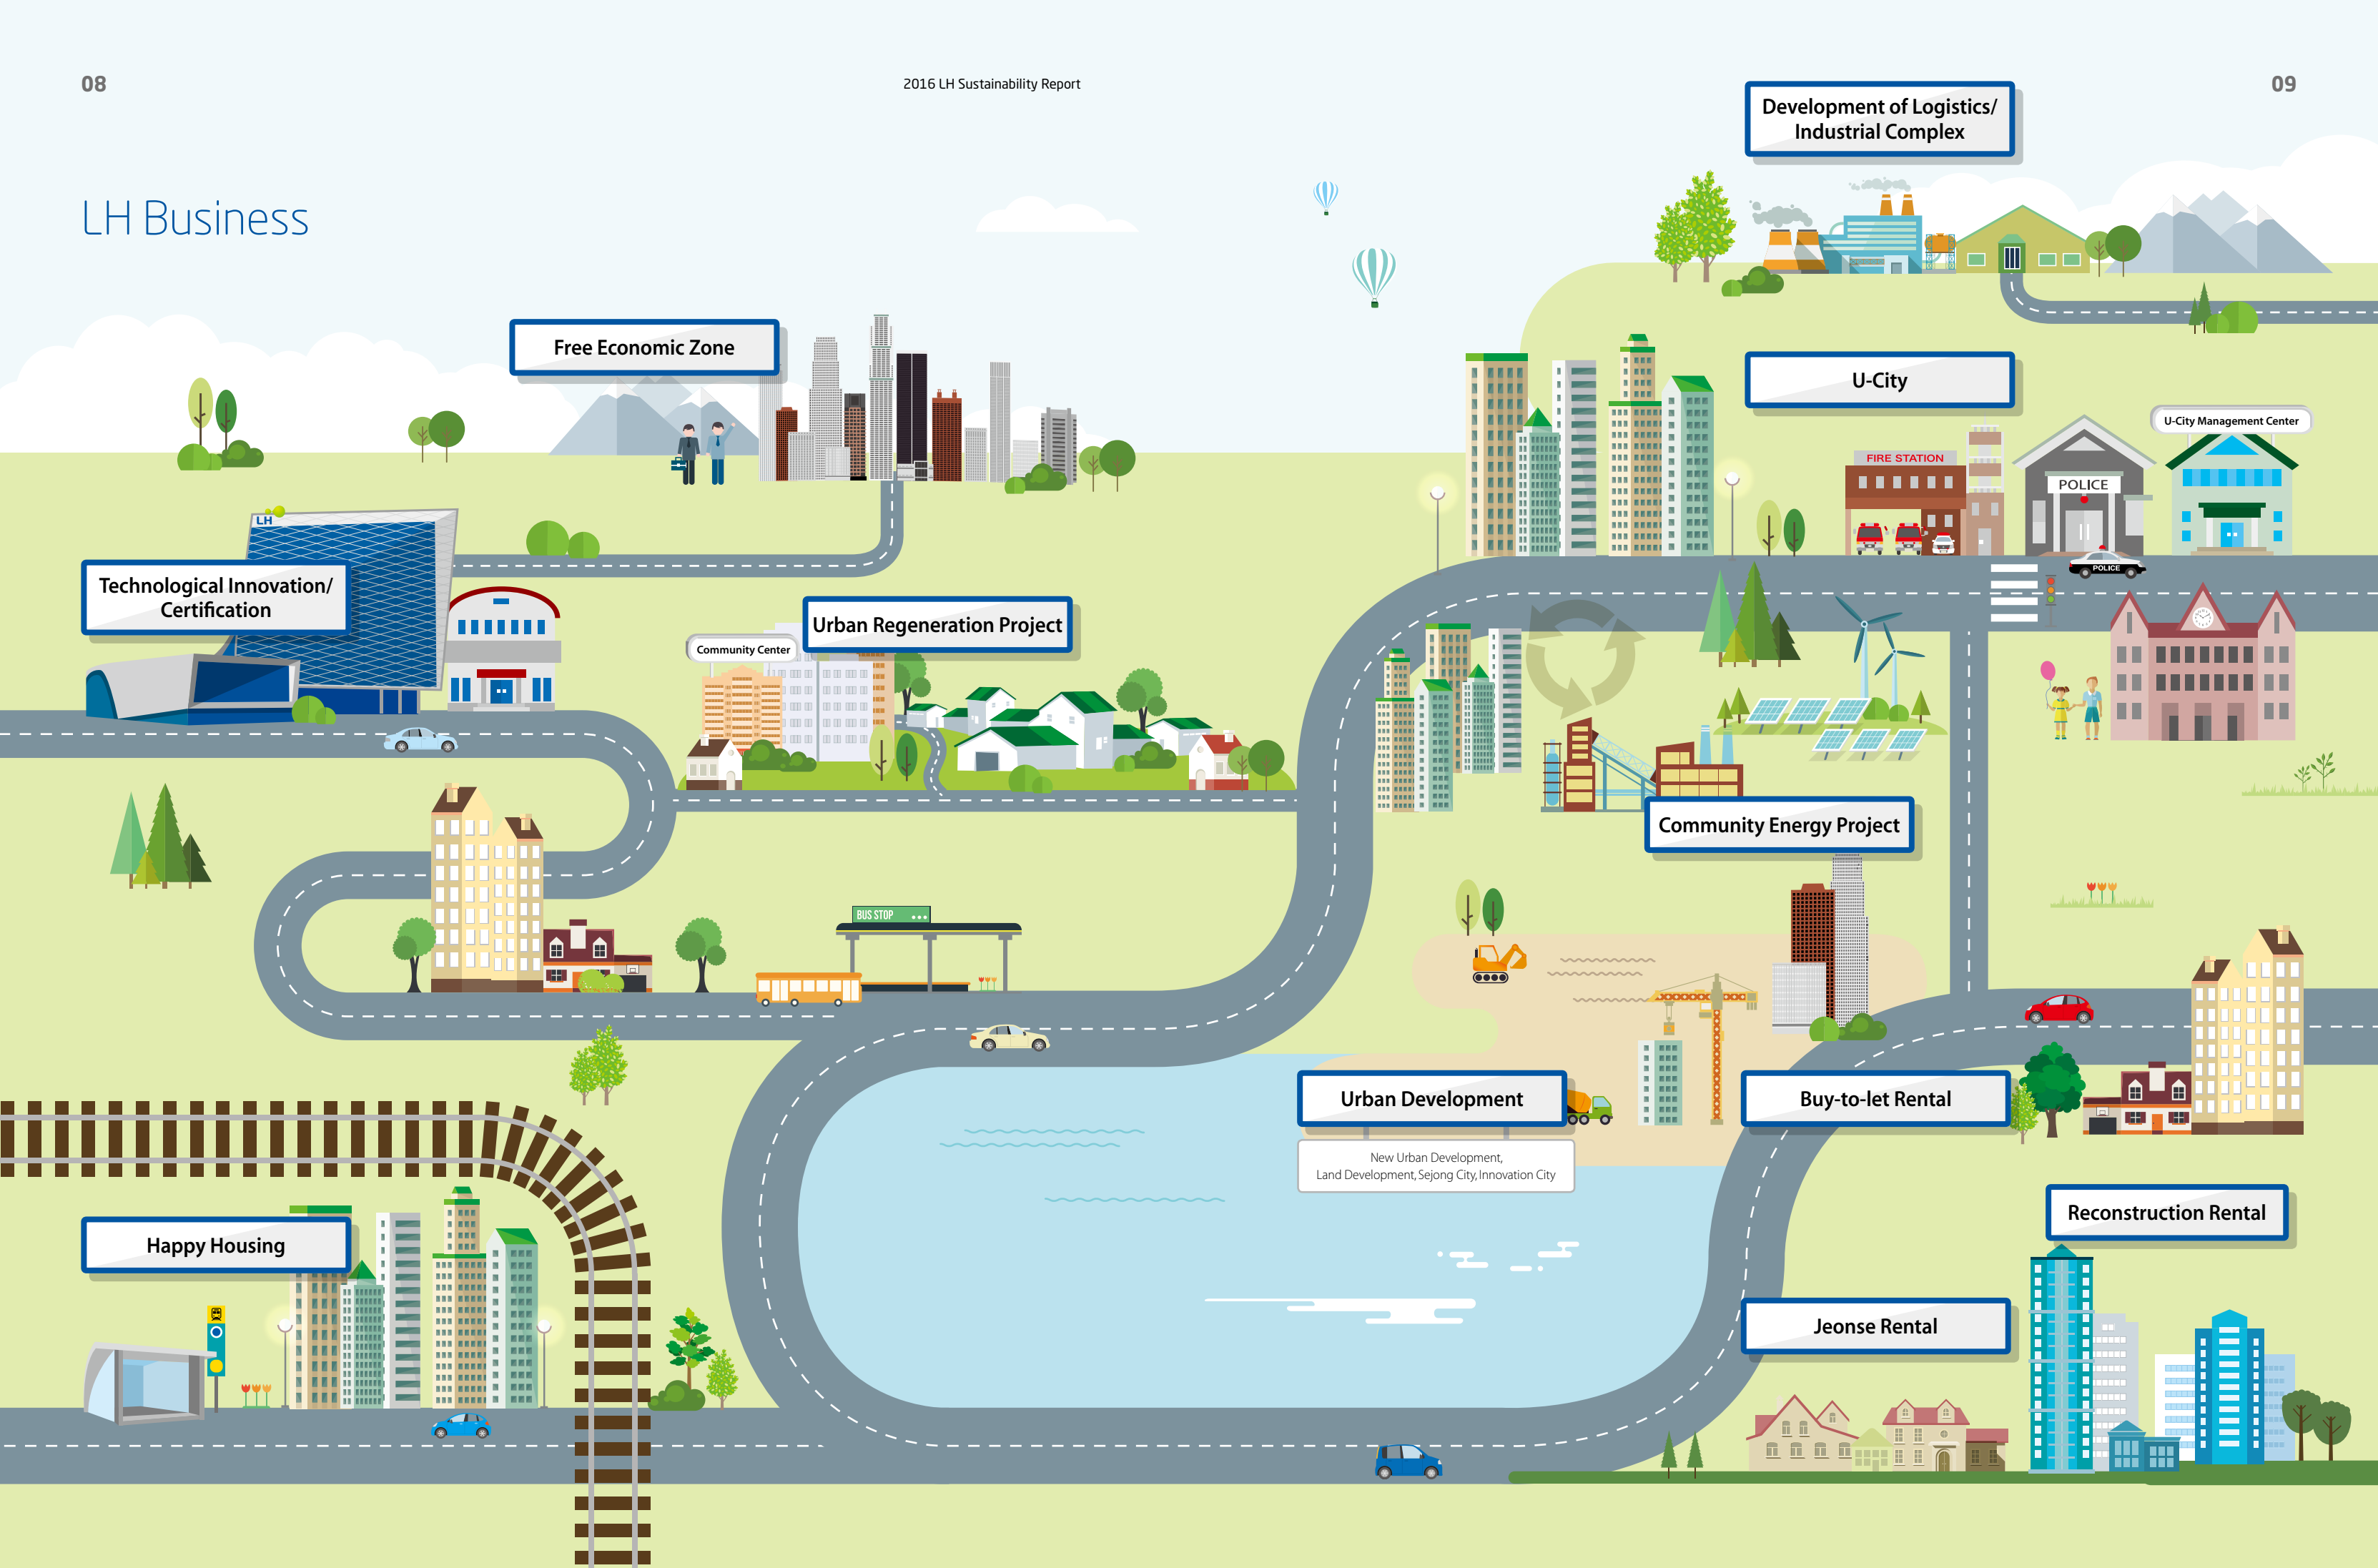 08
2016 LH Sustainability Report
09
LH Business
Development of Logistics/
Industrial Complex
Free Economic Zone
U-City
U-City Management Center
FIRE STATION
POLICE
POLICE
LH
Technological Innovation/
Certification
Urban Regeneration Project
Community Center
Community Energy Project
BUS STOP
Urban Development
New Urban Development,
Land Development, Sejong City, Innovation City
Buy-to-let Rental
Reconstruction Rental
Happy Housing
Jeonse Rental